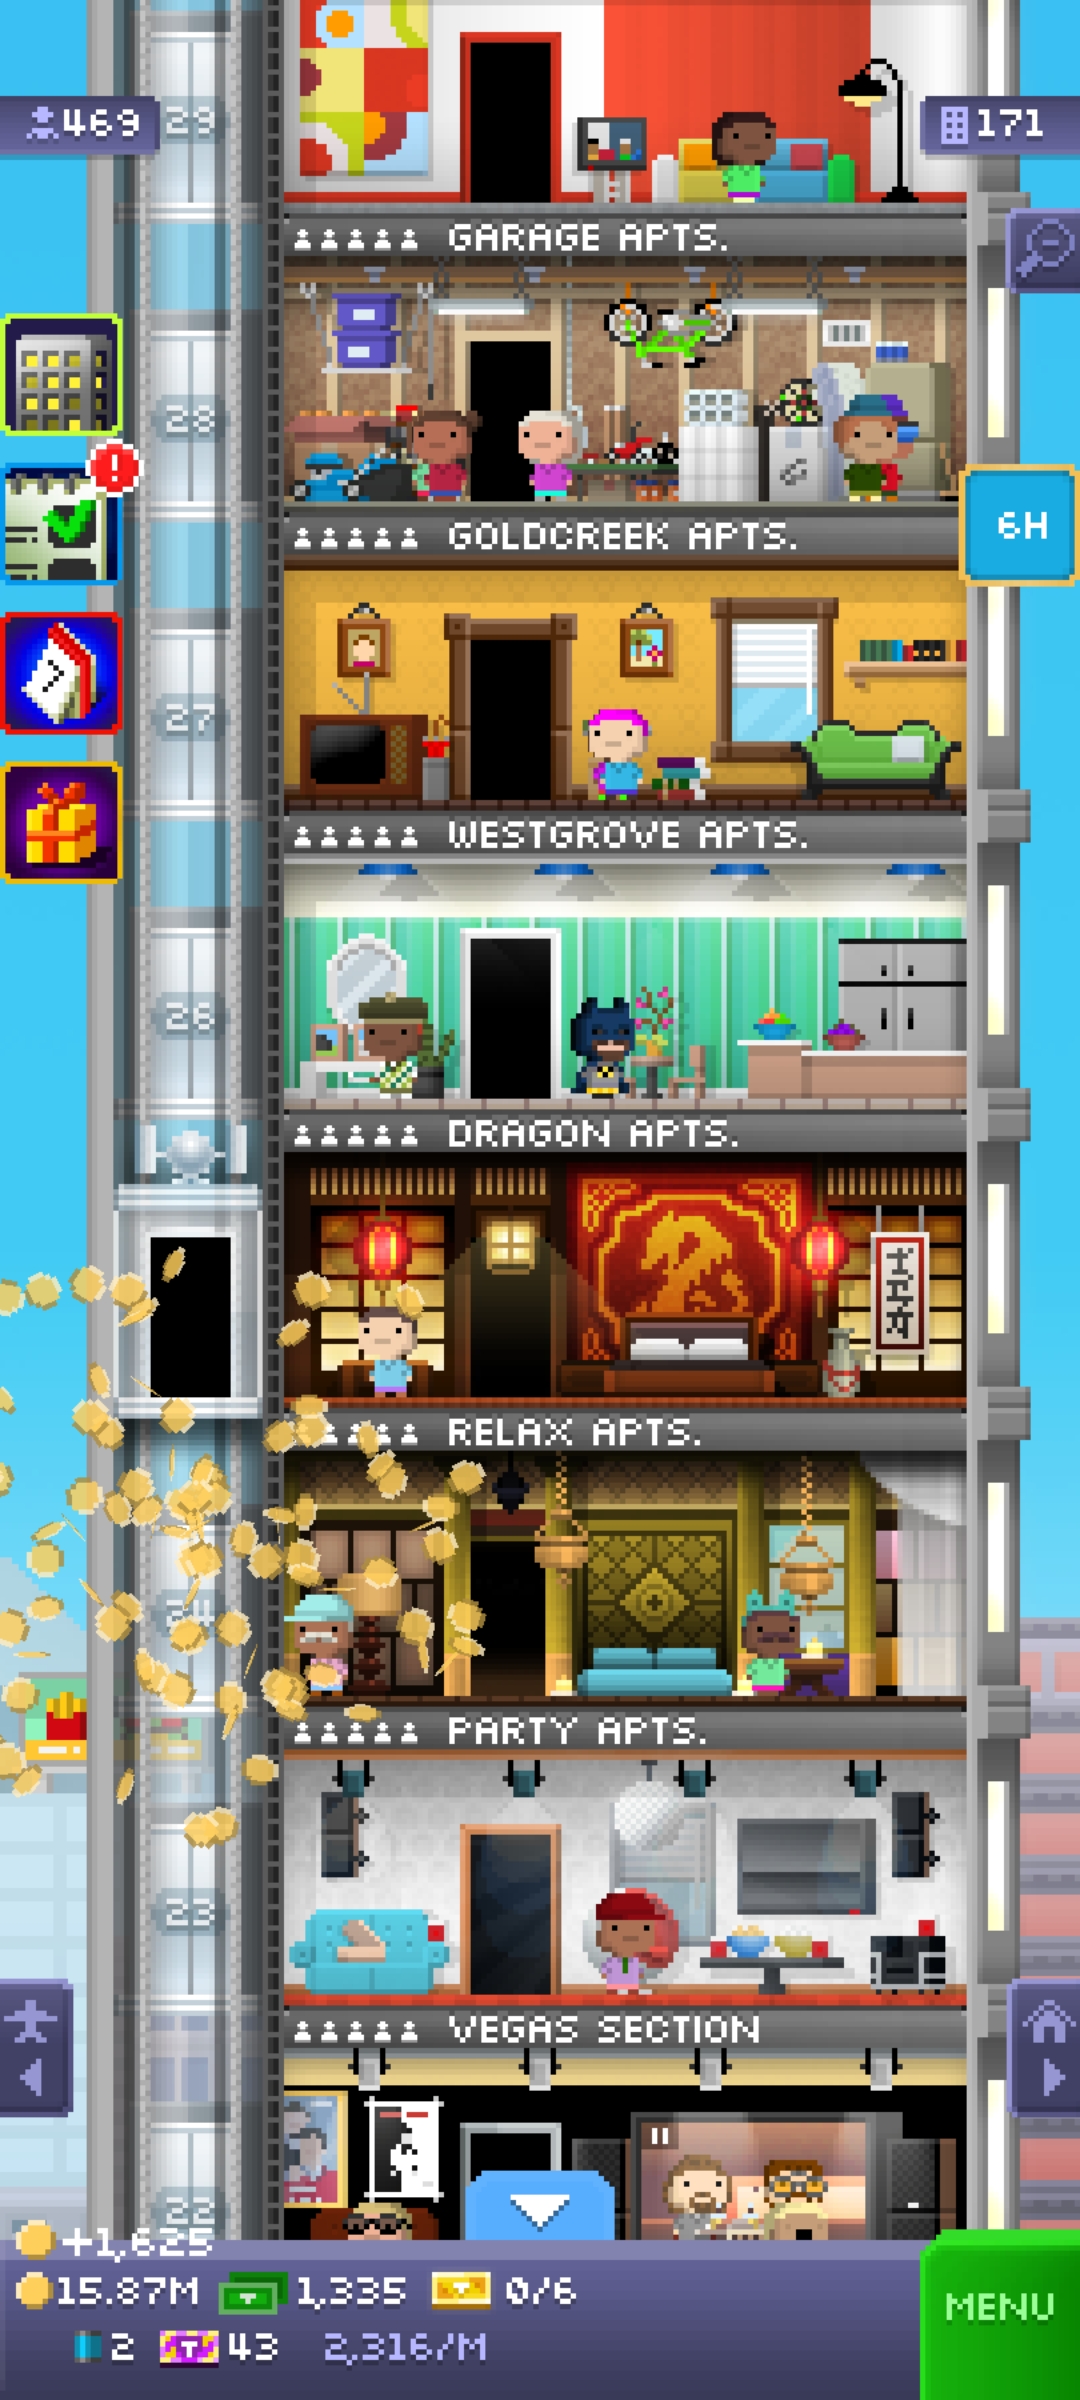 469
29
171
GARAGE APTS.
28
GOLDCREEK APTS.
6H
27
7
WESTGROVE APTS.
26
DRAGON APTS.
RELAX APTS.
24
PARTY APTS.
23
VEGAS SECTION
22
+1,625
15.87M 1,335 0/6
2 T 43 2,316/M
MENU